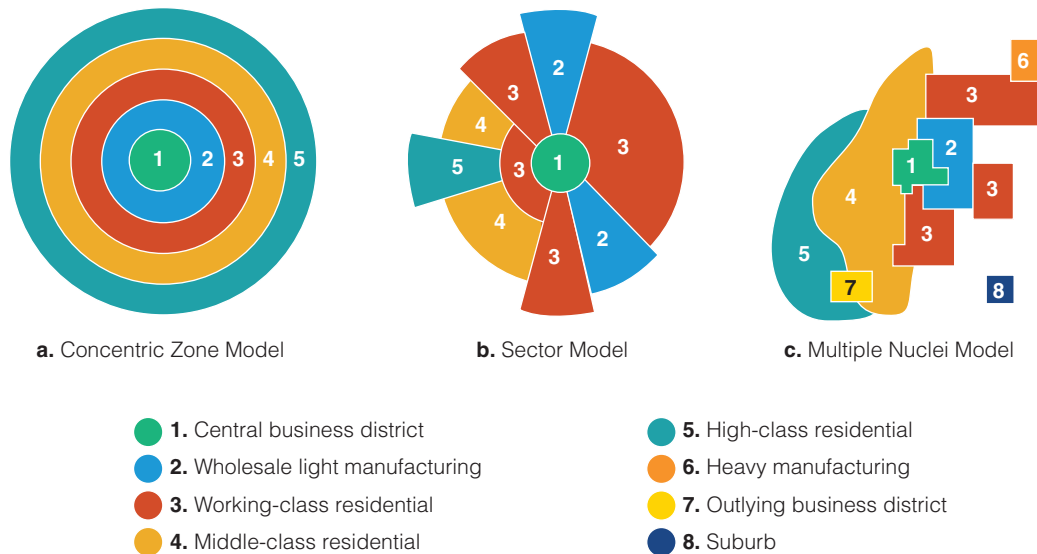 1 2 3 4 5
2
3
3
4
5
1
3
4
2
3
6
3
2
1
3
4
3
5
7
8
a. Concentric Zone Model
b. Sector Model
c. Multiple Nuclei Model
1. Central business district
2. Wholesale light manufacturing
3. Working-class residential
4. Middle-class residential
5. High-class residential
6. Heavy manufacturing
7. Outlying business district
8. Suburb